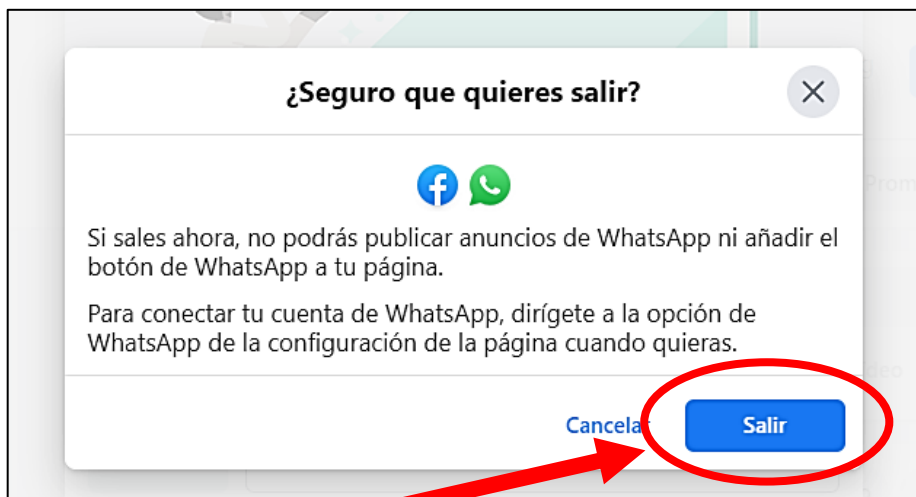 ¿Seguro que quieres salir?
Si sales ahora, no podrás publicar anuncios de WhatsApp ni añadir el
botón de WhatsApp a tu página.
Prom
Para conectar tu cuenta de WhatsApp, dirígete a la opción de
WhatsApp de la configuración de la página cuando quieras.
Cancelar
Salir